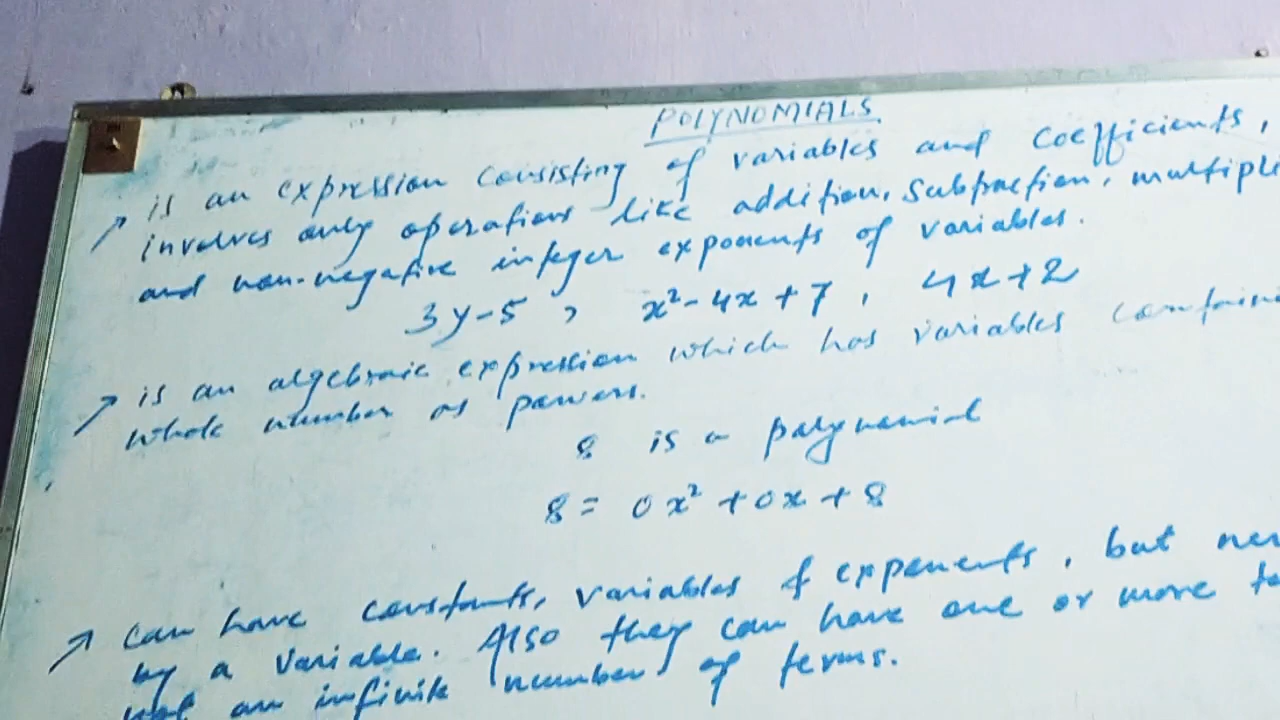 POLYNOMIALS
is an expression consisting of variables and coefficients,
involves only operations like addition, subtraction, multiple
and non-negative integer exponents of variables.
3y-5 , x²-4x+7 , 4x+2
is an algebraic expression which has variables containi
whole number as powers.
8 is a polynomial
8 = 0x² + 0x + 8
can have constants, variables & exponents, but
by a variable. Also they can have one or more
not an infinite number of terms.